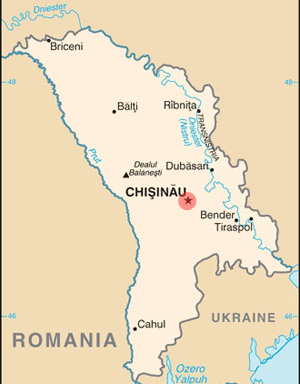 Dniester
Briceni
48
48
Bălţi
Rîbniţa
TRANSNISTRIA
Dniester
(Nistru)
Prut
Dealul
Balanesti
Dubăsari
CHIŞINĂU
Bender
Tiraspol
UKRAINE
46
46
ROMANIA
Cahul
Ozero
Yalpuh